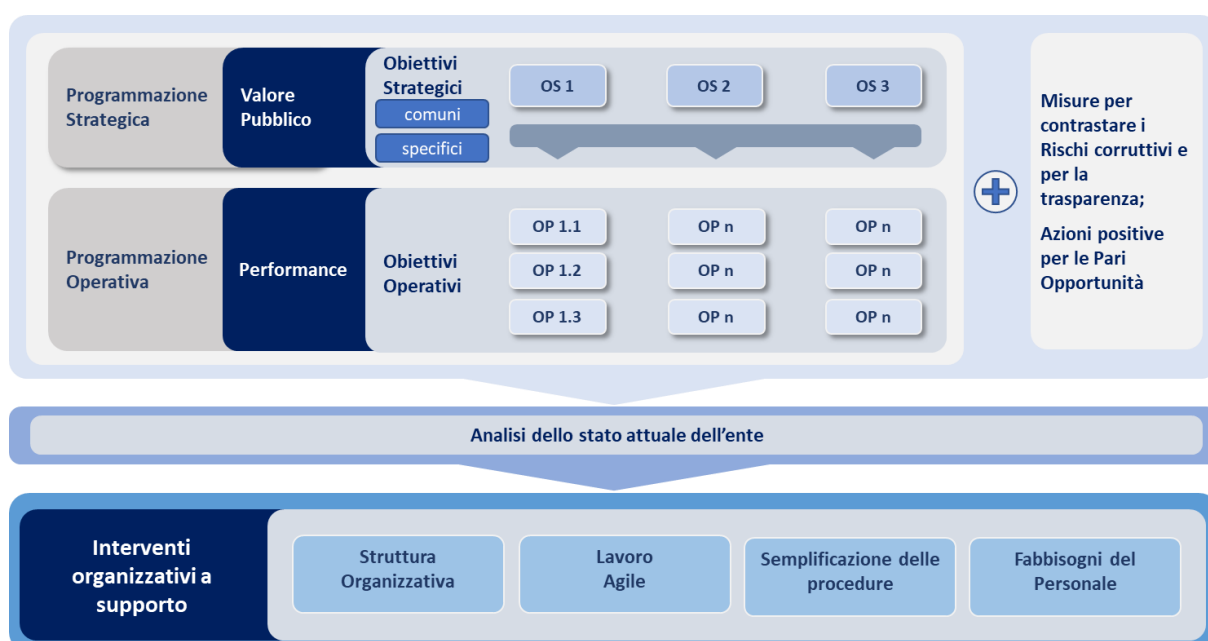 Programmazione
Strategica
Valore
Pubblico
Obiettivi
Strategici
comuni
specifici
OS 1
OS 2
OS 3
Programmazione
Operativa
Performance
Obiettivi
Operativi
OP 1.1
OP n
OP n
OP 1.2
OP n
OP n
OP 1.3
OP n
OP n
Misure per
contrastare i
Rischi corruttivi e
per la
trasparenza;
Azioni positive
per le Pari
Opportunità
Analisi dello stato attuale dell’ente
Interventi
organizzativi a
supporto
Struttura
Organizzativa
Lavoro
Agile
Semplificazione delle
procedure
Fabbisogni del
Personale